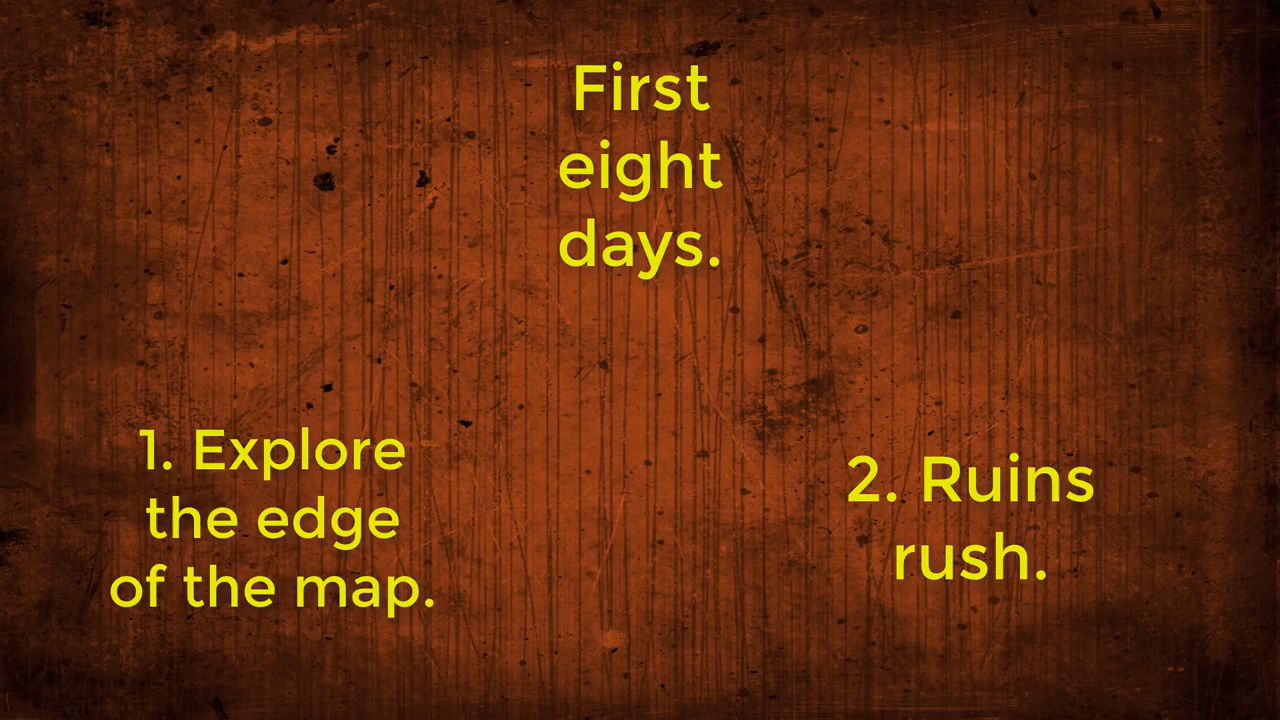 First
eight
days.
1. Explore
the edge
of the map.
2. Ruins
rush.